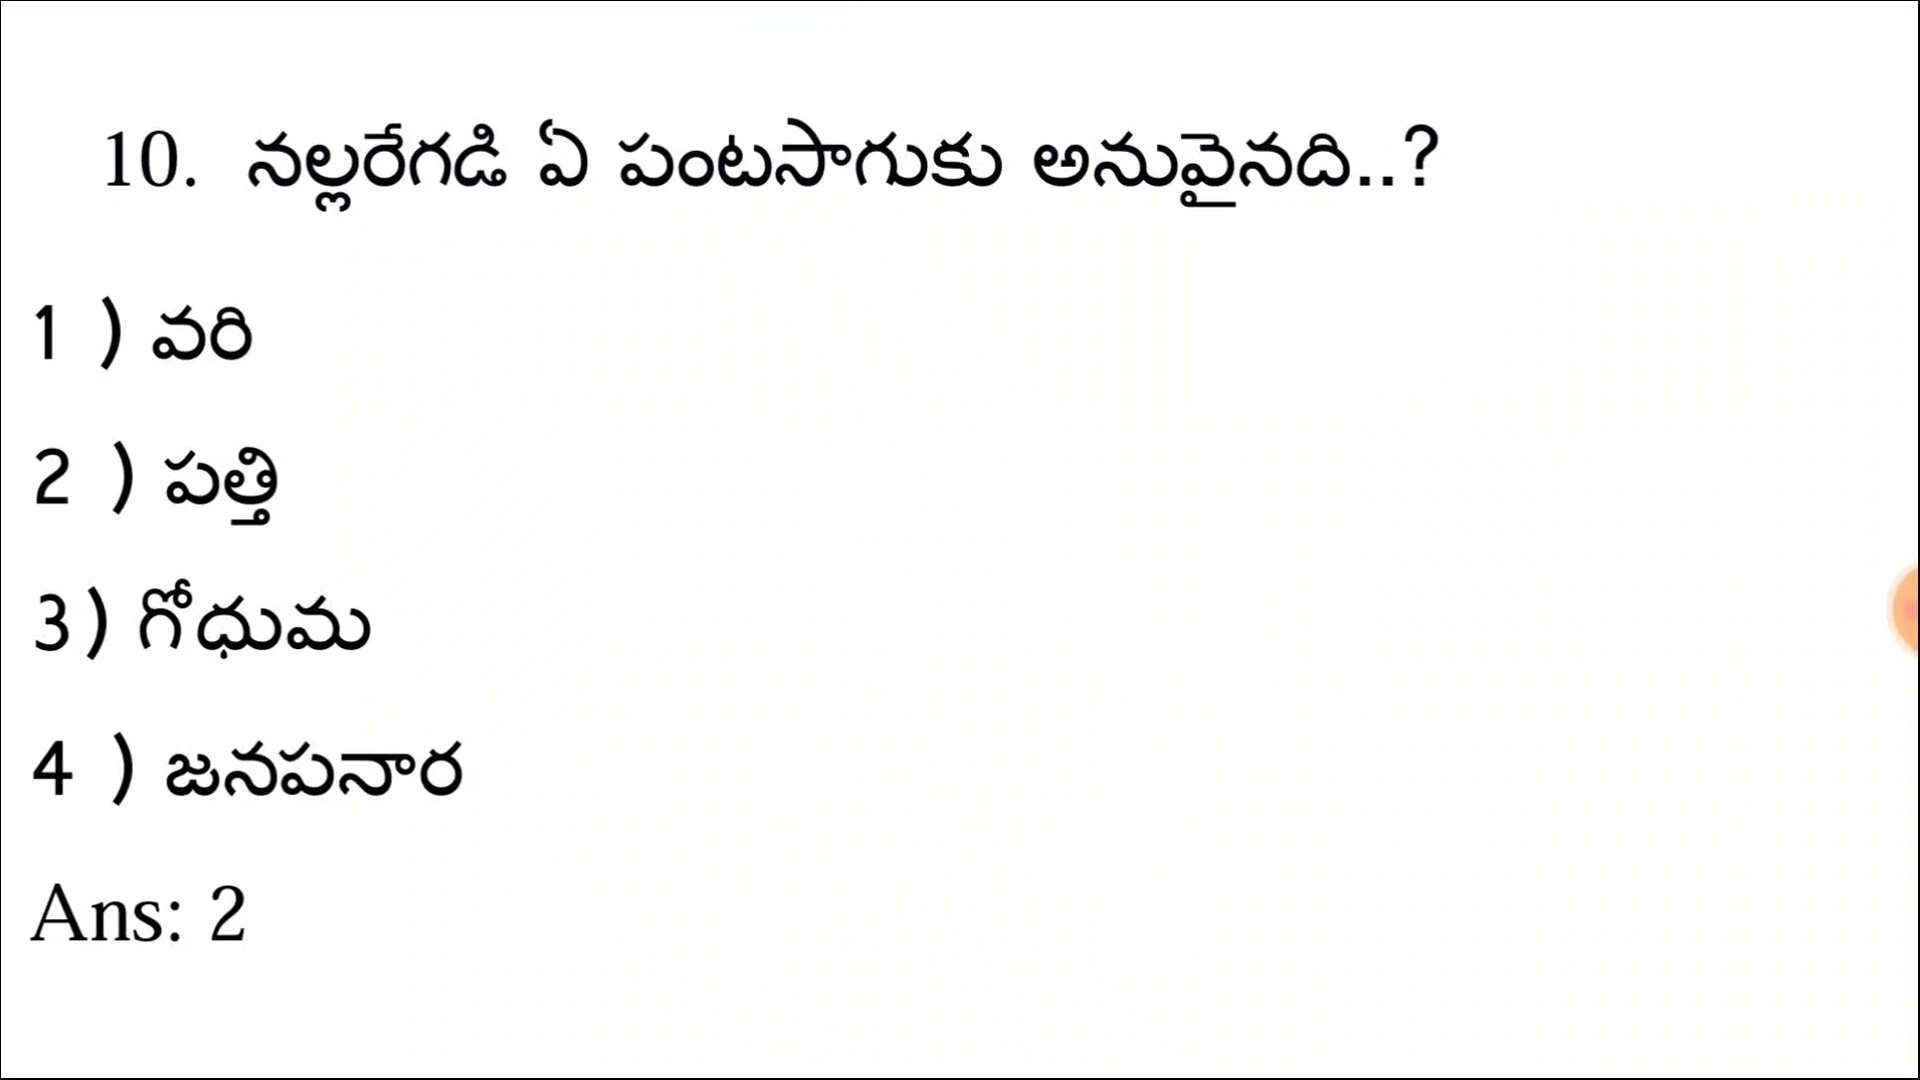 10. నల్లరేగడి ఏ పంటసాగుకు అనువైనది..?
1 ) వరి
2 ) పత్తి
3) గోధుమ
4 ) జనపనార
Ans: 2